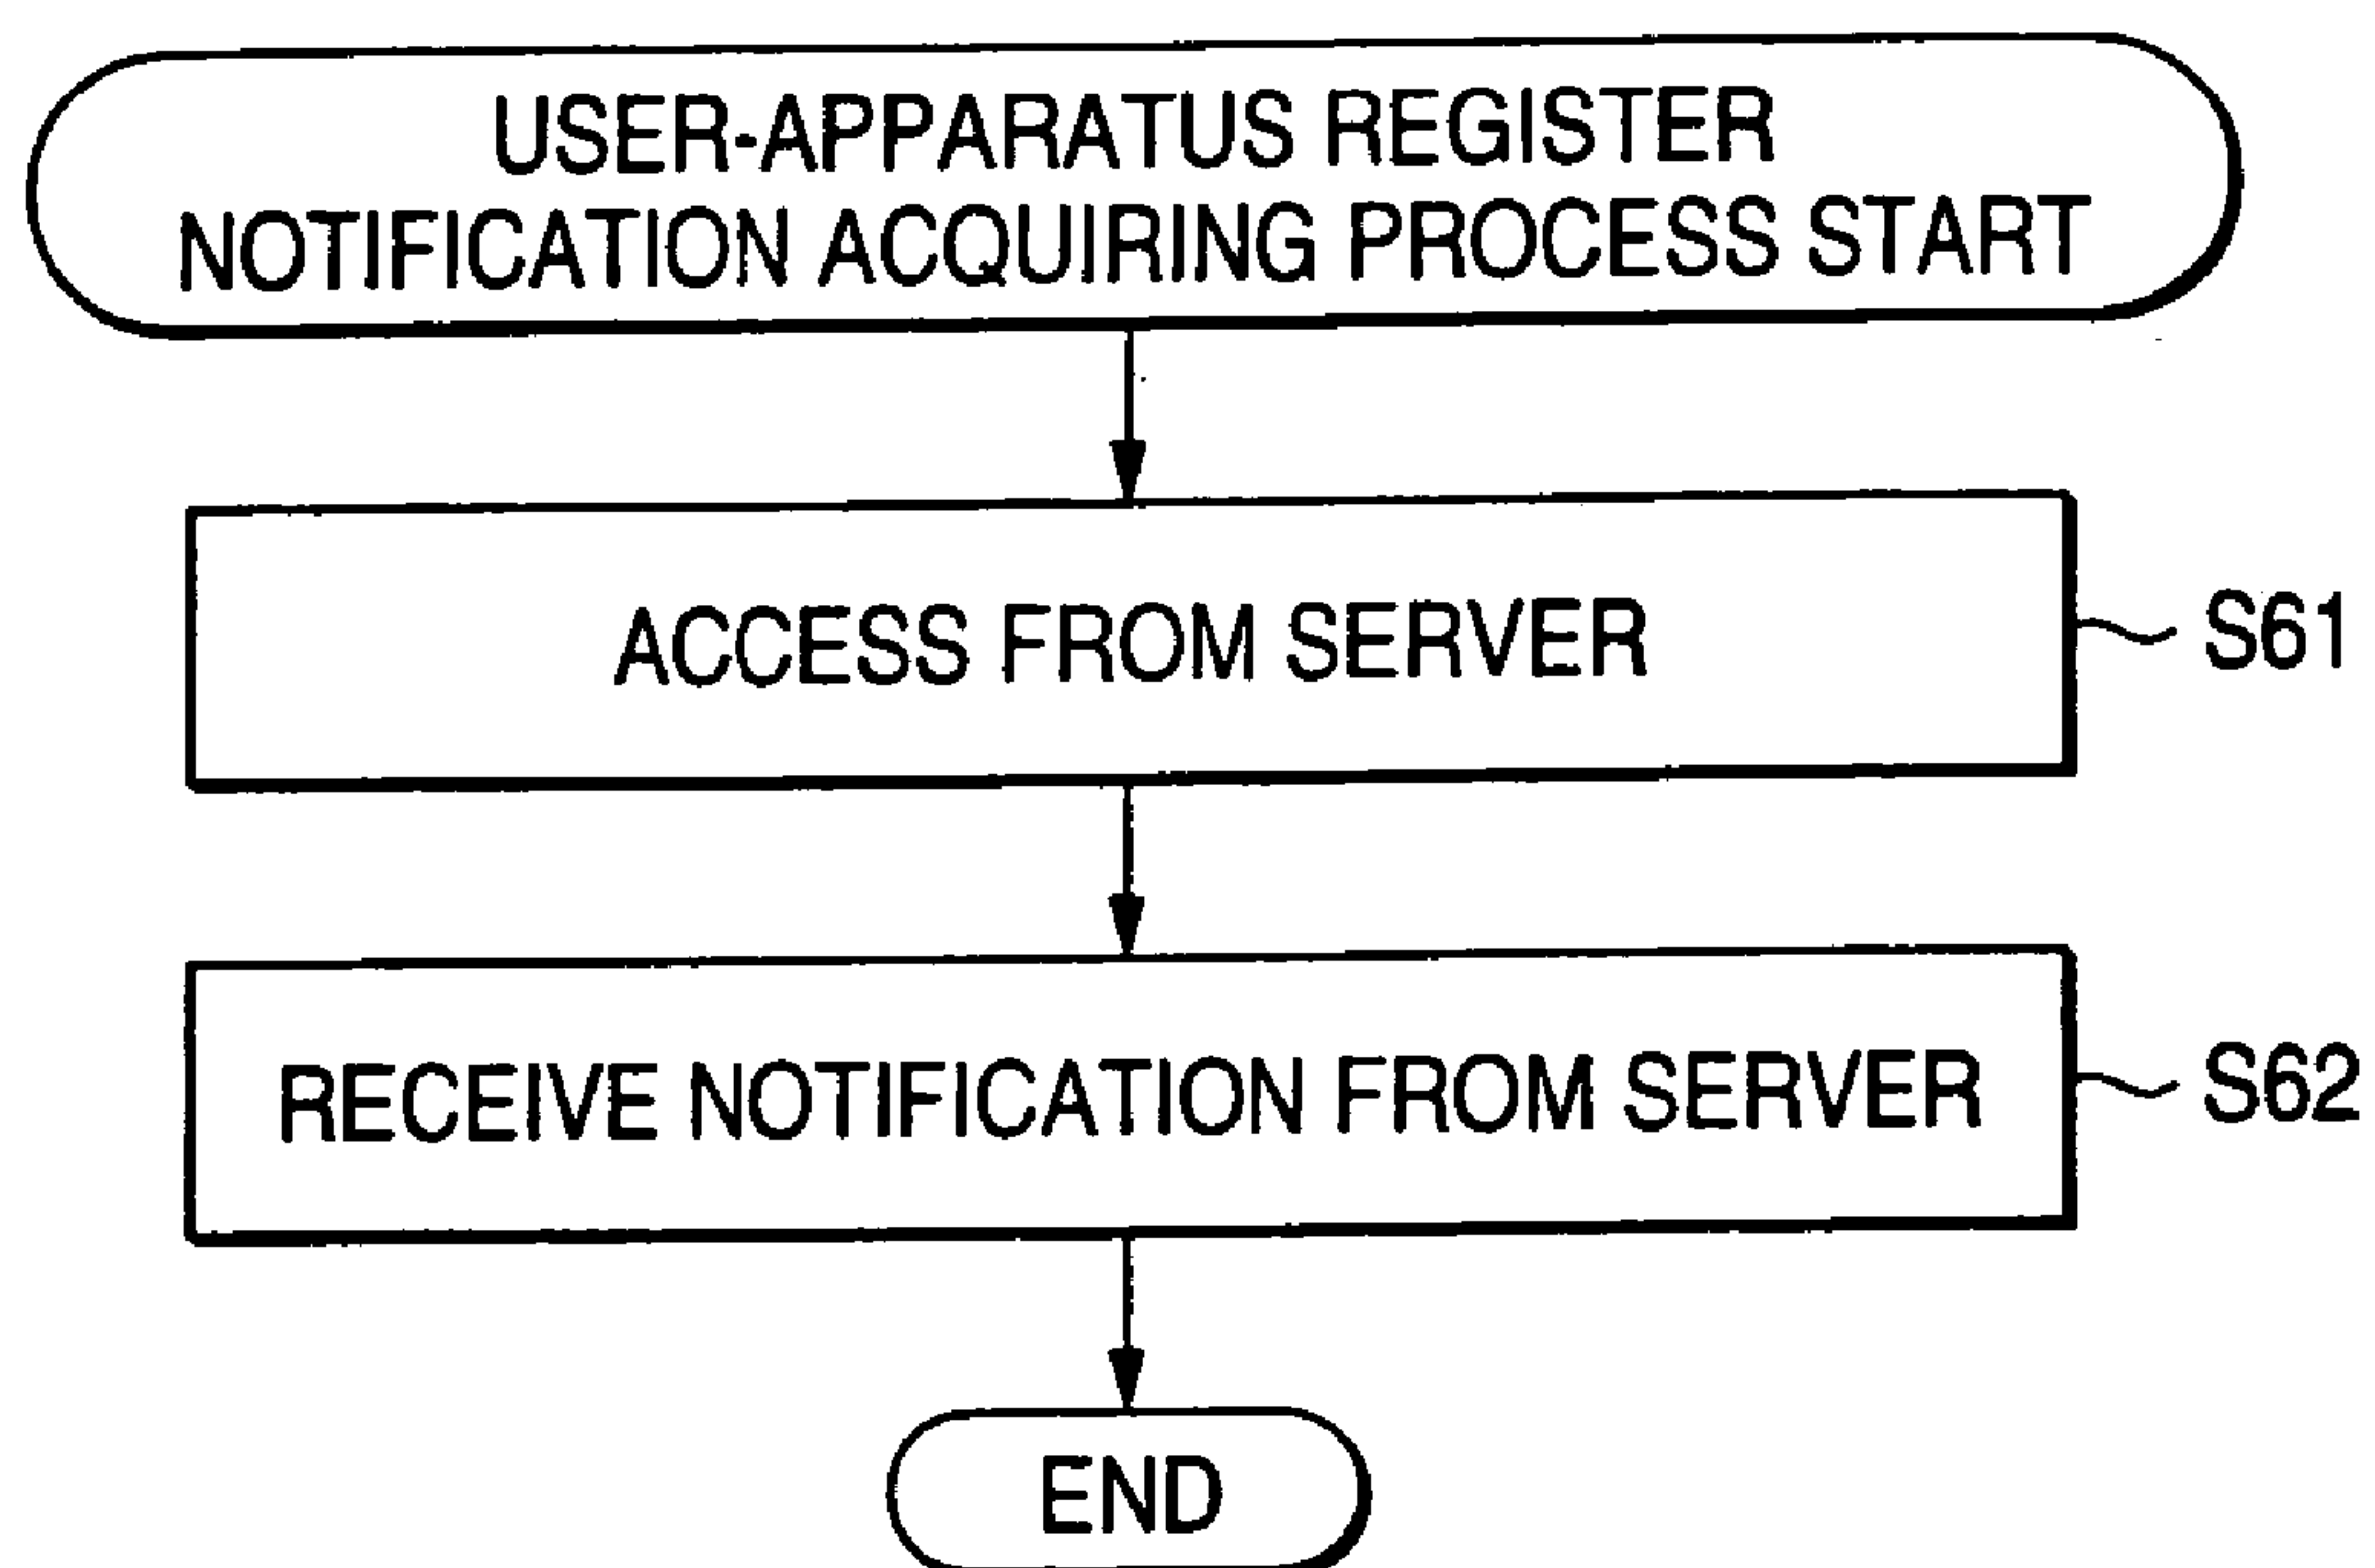 USER-APPARATUS REGISTER
NOTIFICATION ACQUIRING PROCESS START
ACCESS FROM SERVER
S61
RECEIVE NOTIFICATION FROM SERVER
S62
END